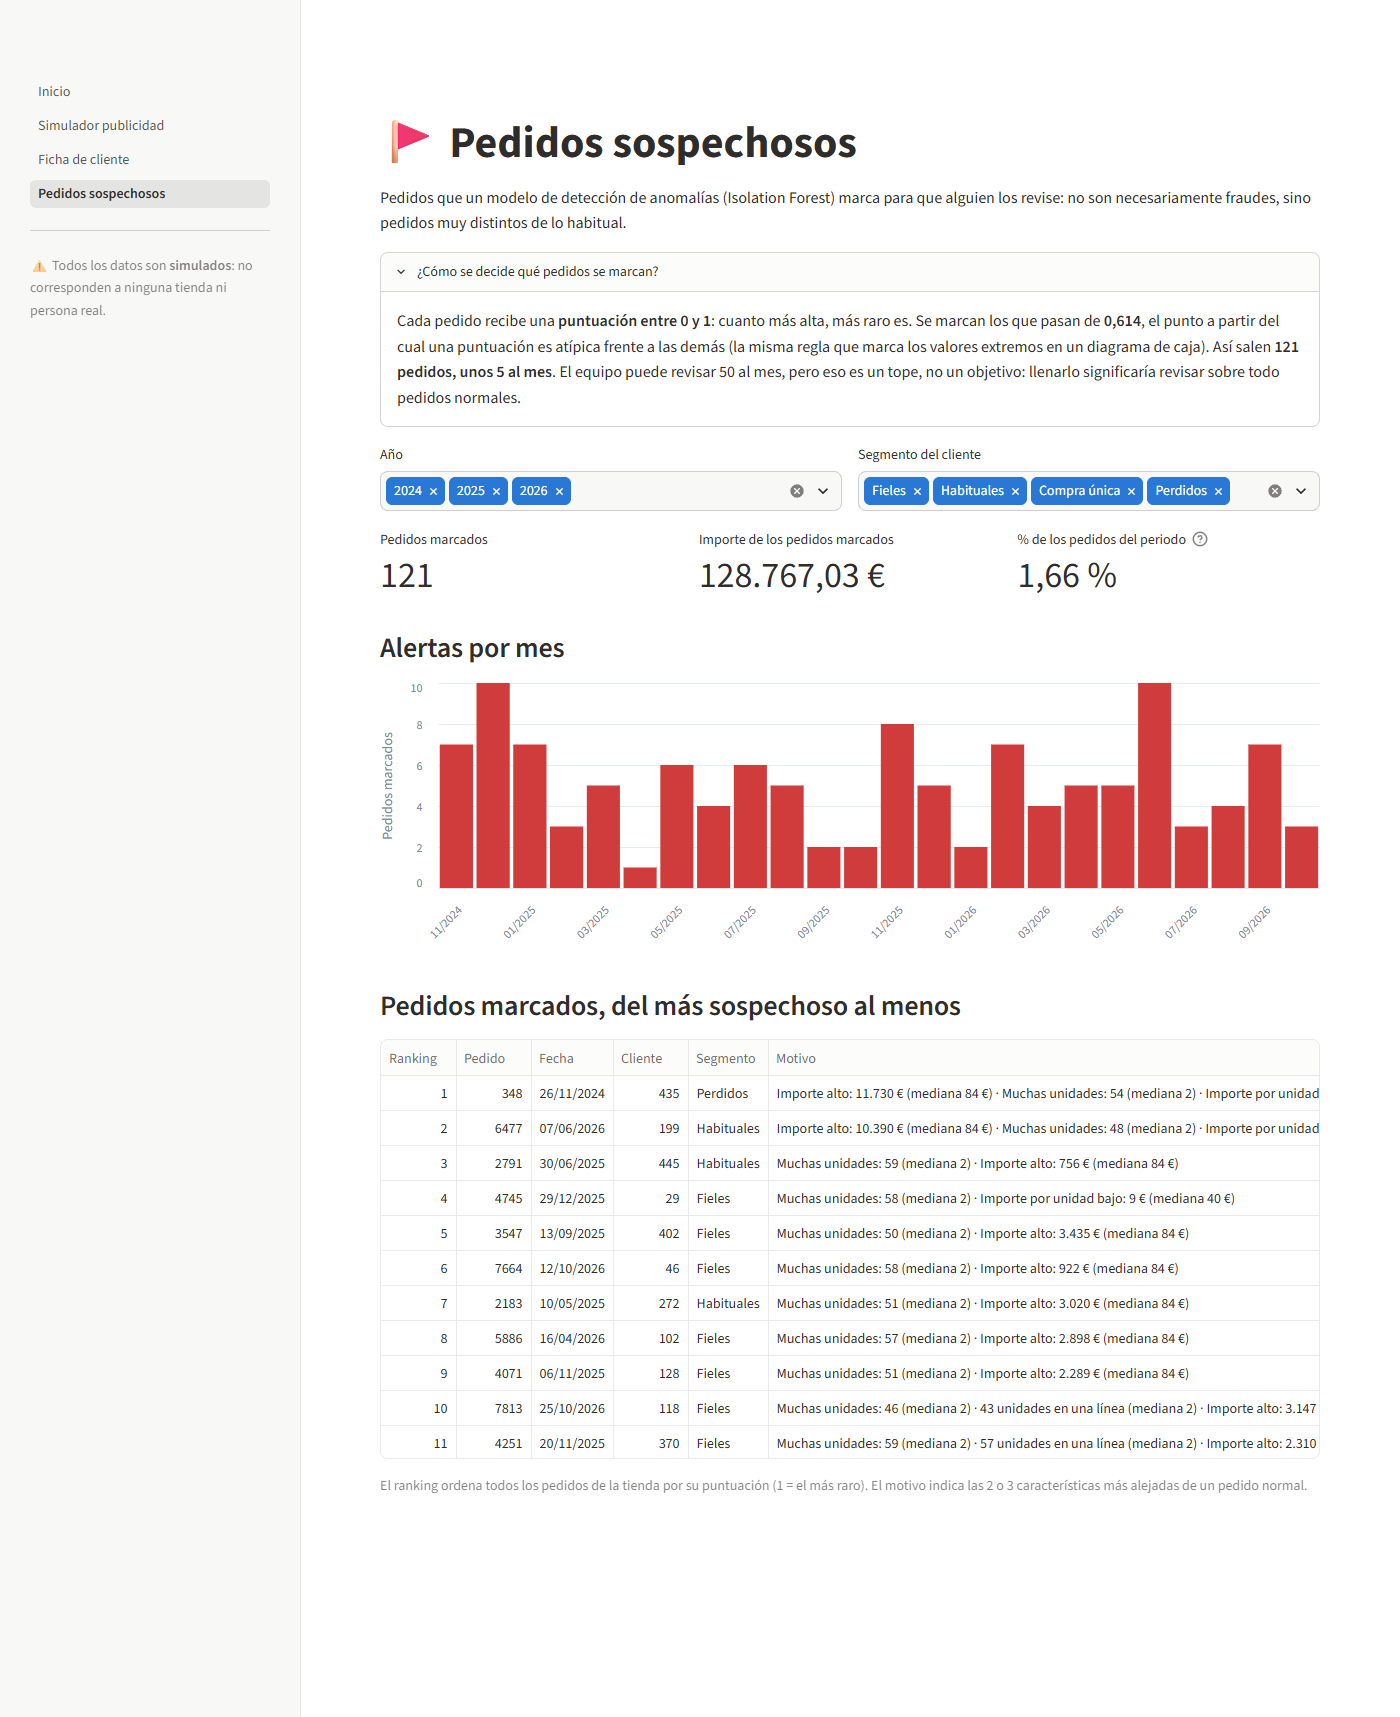 Inicio
Simulador publicidad
Ficha de cliente
Pedidos sospechosos
⚠️ Todos los datos son simulados: no
corresponden a ninguna tienda ni
persona real.
Pedidos sospechosos
Pedidos que un modelo de detección de anomalías (Isolation Forest) marca para que alguien los revise: no son necesariamente fraudes, sino
pedidos muy distintos de lo habitual.
¿Cómo se decide qué pedidos se marcan?
Cada pedido recibe una puntuación entre 0 y 1: cuanto más alta, más raro es. Se marcan los que pasan de 0,614, el punto a partir del
cual una puntuación es atípica frente a las demás (la misma regla que marca los valores extremos en un diagrama de caja). Así salen 121
pedidos, unos 5 al mes. El equipo puede revisar 50 al mes, pero eso es un tope, no un objetivo: llenarlo significaría revisar sobre todo
pedidos normales.
Año
2024 × 2025 × 2026 ×
Segmento del cliente
Fieles × Habituales × Compra única × Perdidos ×
Pedidos marcados
121
Importe de los pedidos marcados
128.767,03 €
% de los pedidos del periodo
1,66 %
Alertas por mes
Pedidos marcados
10
8
6
4
2
0
11/2024 01/2025 03/2025 05/2025 07/2025 09/2025 11/2025 01/2026 03/2026 05/2026 07/2026 09/2026
Pedidos marcados, del más sospechoso al menos
Ranking Pedido Fecha Cliente Segmento Motivo
1 348 26/11/2024 435 Perdidos Importe alto: 11.730 € (mediana 84 €) · Muchas unidades: 54 (mediana 2) · Importe por unidad
2 6477 07/06/2026 199 Habituales Importe alto: 10.390 € (mediana 84 €) · Muchas unidades: 48 (mediana 2) · Importe por unidad
3 2791 30/06/2025 445 Habituales Muchas unidades: 59 (mediana 2) · Importe alto: 756 € (mediana 84 €)
4 4745 29/12/2025 29 Fieles Muchas unidades: 58 (mediana 2) · Importe por unidad bajo: 9 € (mediana 40 €)
5 3547 13/09/2025 402 Fieles Muchas unidades: 50 (mediana 2) · Importe alto: 3.435 € (mediana 84 €)
6 7664 12/10/2026 46 Fieles Muchas unidades: 58 (mediana 2) · Importe alto: 922 € (mediana 84 €)
7 2183 10/05/2025 272 Habituales Muchas unidades: 51 (mediana 2) · Importe alto: 3.020 € (mediana 84 €)
8 5886 16/04/2026 102 Fieles Muchas unidades: 57 (mediana 2) · Importe alto: 2.898 € (mediana 84 €)
9 4071 06/11/2025 128 Fieles Muchas unidades: 51 (mediana 2) · Importe alto: 2.289 € (mediana 84 €)
10 7813 25/10/2026 118 Fieles Muchas unidades: 46 (mediana 2) · 43 unidades en una línea (mediana 2) · Importe alto: 3.147
11 4251 20/11/2025 370 Fieles Muchas unidades: 59 (mediana 2) · 57 unidades en una línea (mediana 2) · Importe alto: 2.310
El ranking ordena todos los pedidos de la tienda por su puntuación (1 = el más raro). El motivo indica las 2 o 3 características más alejadas de un pedido normal.